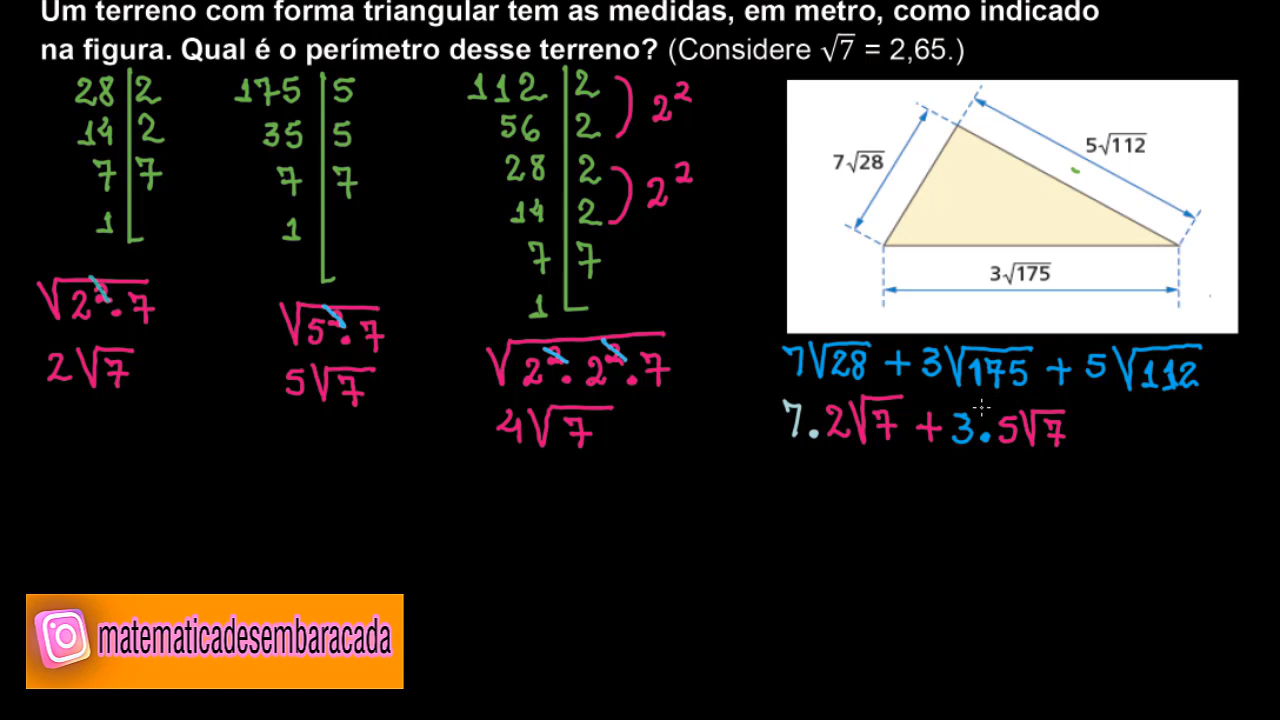 Um terreno com forma triangular tem as medidas, em metro, como indicado
na figura. Qual é o perímetro desse terreno? (Considere √7 = 2,65.)
28 | 2
14 | 2
7 | 7
1
√2².7
2√7
175 | 5
35 | 5
7 | 7
1
√5².7
5√7
112 | 2
56 | 2
) 2²
28 | 2
14 | 2
) 2²
7 | 7
1
√2².2².7
4√7
7√28
5√112
3√175
7√28 + 3√175 + 5√112
7.2√7 + 3.5√7
matematicadesembaracada